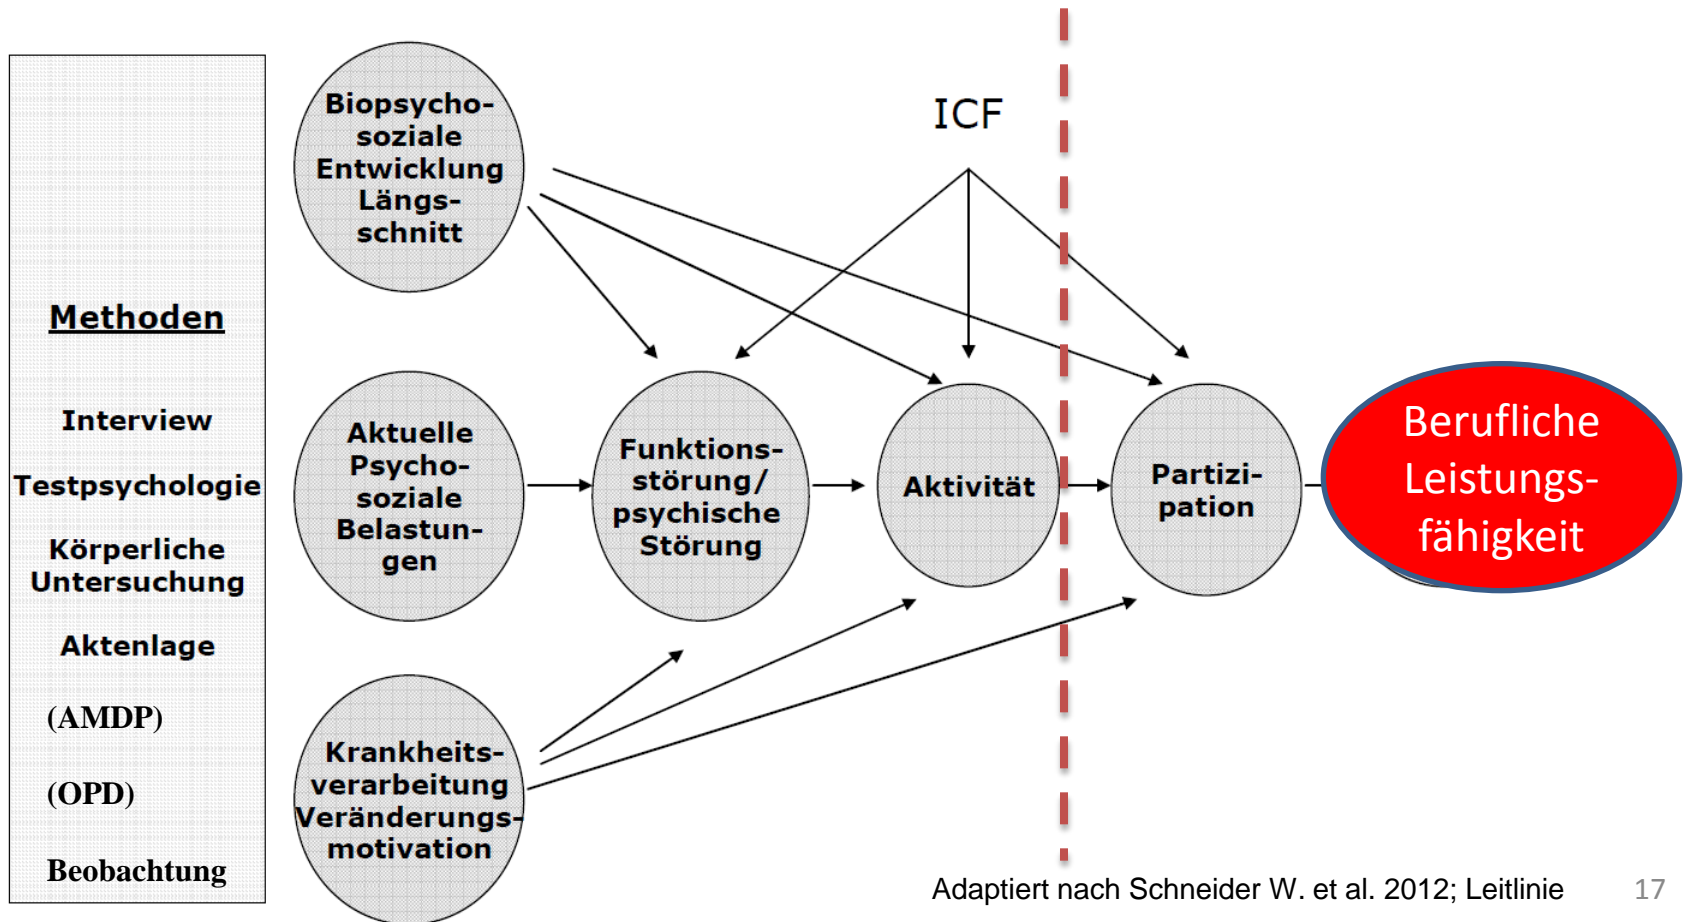 Methoden
Interview
Testpsychologie
Körperliche
Untersuchung
Aktenlage
(AMDP)
(OPD)
Beobachtung
Biopsycho-
soziale
Entwicklung
Längs-
schnitt
Aktuelle
Psycho-
soziale
Belastun-
gen
Krankheits-
verarbeitung
Veränderungs-
motivation
Funktions-
störung/
psychische
Störung
ICF
Aktivität
Partizi-
pation
Berufliche
Leistungs-
fähigkeit
Adaptiert nach Schneider W. et al. 2012; Leitlinie
17